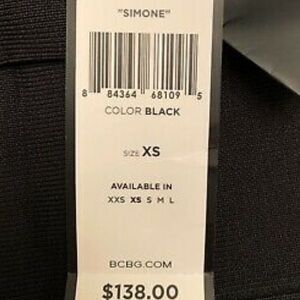 "SIMONE"
8 84364 68109 5
COLOR BLACK
SIZE XS
AVAILABLE IN
XXS XS S M L
BCBG.COM
$138.00